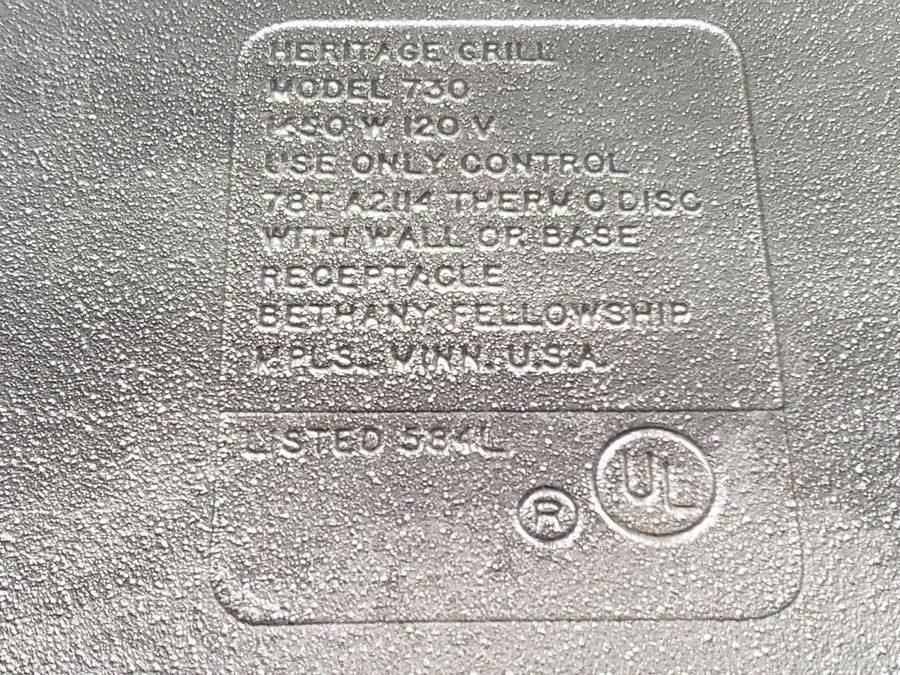 HERITAGE GRILL
MODEL 730
W 120 V
USE ONLY CONTROL
78T A2114 THERM O DISC
WITH WALL OR BASE
RECEPTACLE
BETHANY FELLOWSHIP
MPLS., MINN. U.S.A.
LISTED 584L
® UL